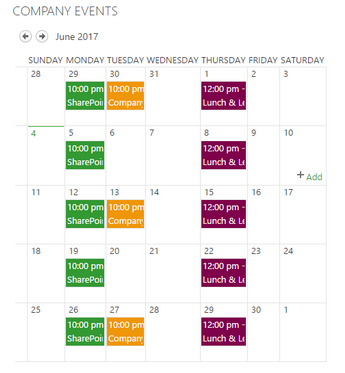 COMPANY EVENTS
June 2017
SUNDAY MONDAY TUESDAY WEDNESDAY THURSDAY FRIDAY SATURDAY
28 29 30 31 1 2 3
10:00 pm 10:00 pm 12:00 pm -
SharePoi Compan Lunch & Le
4 5 6 7 8 9 10
10:00 pm 12:00 pm -
SharePoi Lunch & Le
+ Add
11 12 13 14 15 16 17
10:00 pm 10:00 pm 12:00 pm -
SharePoi Compan Lunch & Le
18 19 20 21 22 23 24
10:00 pm 12:00 pm -
SharePoi Lunch & Le
25 26 27 28 29 30 1
10:00 pm 10:00 pm 12:00 pm -
SharePoi Compan Lunch & Le